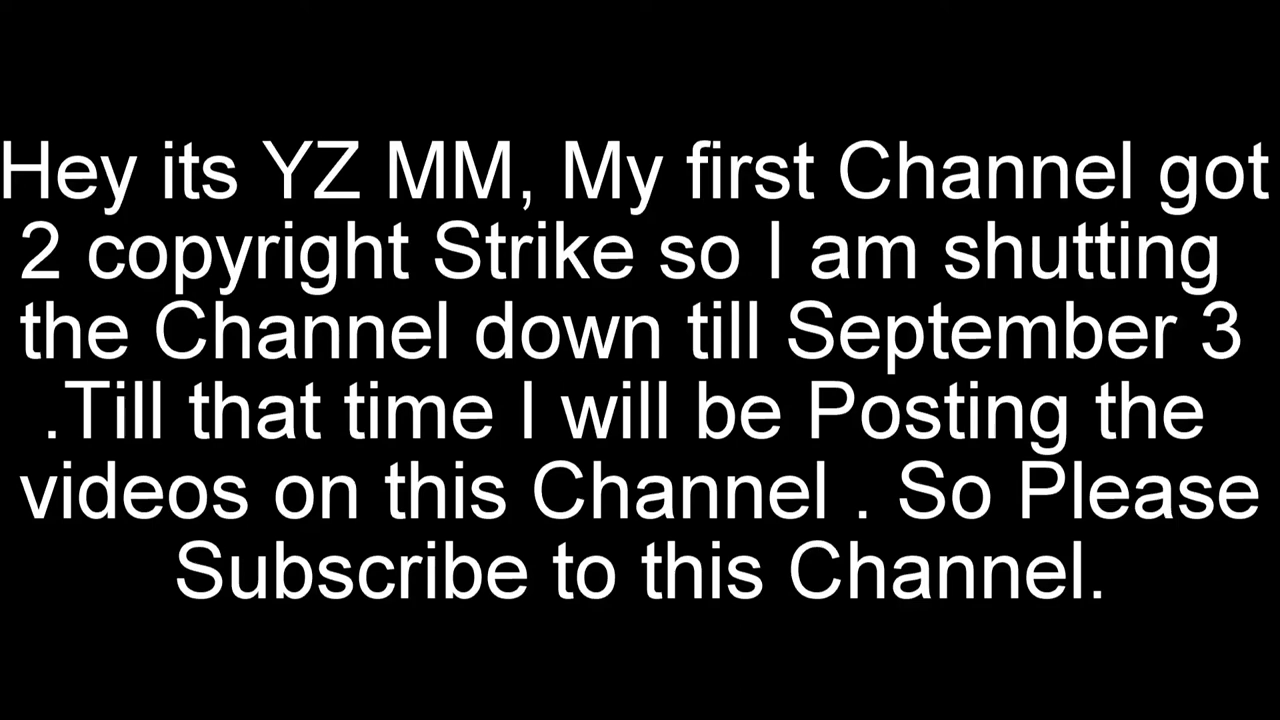 Hey its YZ MM, My first Channel got
2 copyright Strike so I am shutting
the Channel down till September 3
.Till that time I will be Posting the
videos on this Channel . So Please
Subscribe to this Channel.